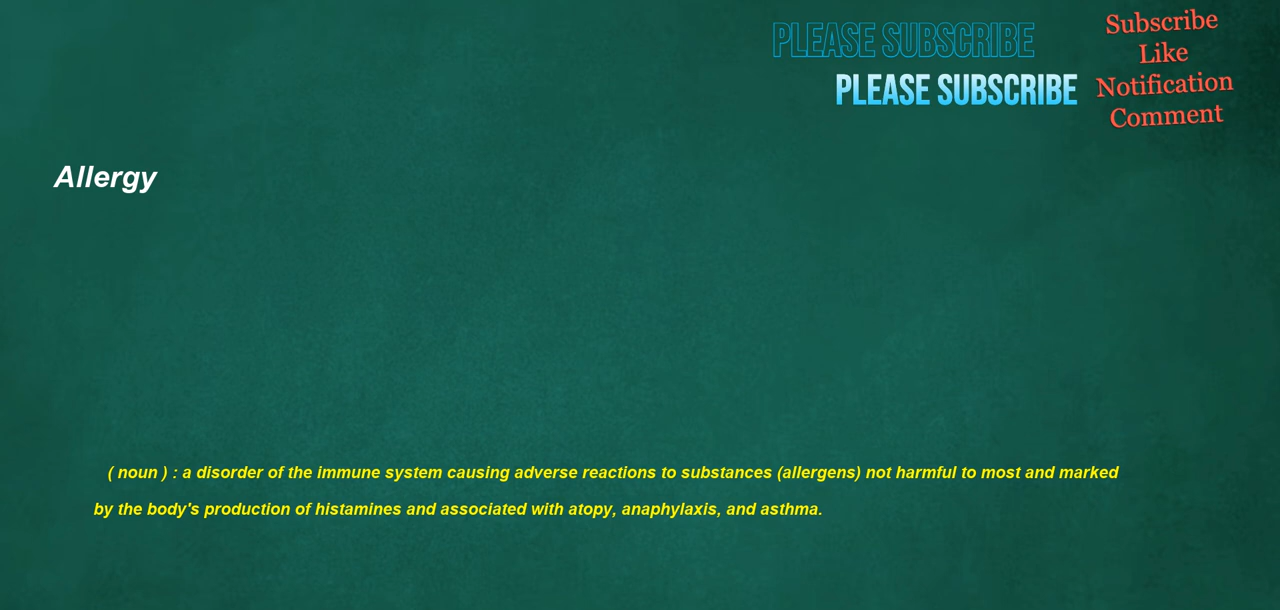 PLEASE SUBSCRIBE
PLEASE SUBSCRIBE
Subscribe
Like
Notification
Comment
Allergy
( noun ) : a disorder of the immune system causing adverse reactions to substances (allergens) not harmful to most and marked
by the body's production of histamines and associated with atopy, anaphylaxis, and asthma.